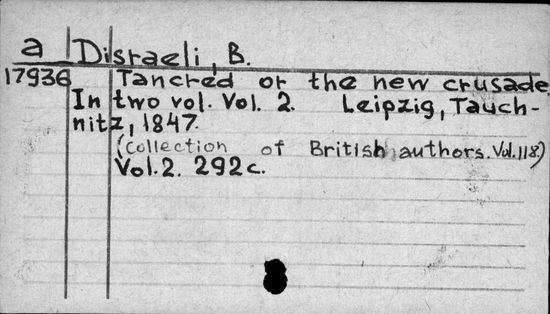 a Disraeli, B.
17936 Tancred or the new crusade.
In two vol. Vol. 2. Leipzig, Tauch-
nitz, 1847.
(collection of British authors. Vol. 118)
Vol. 2. 292 c.